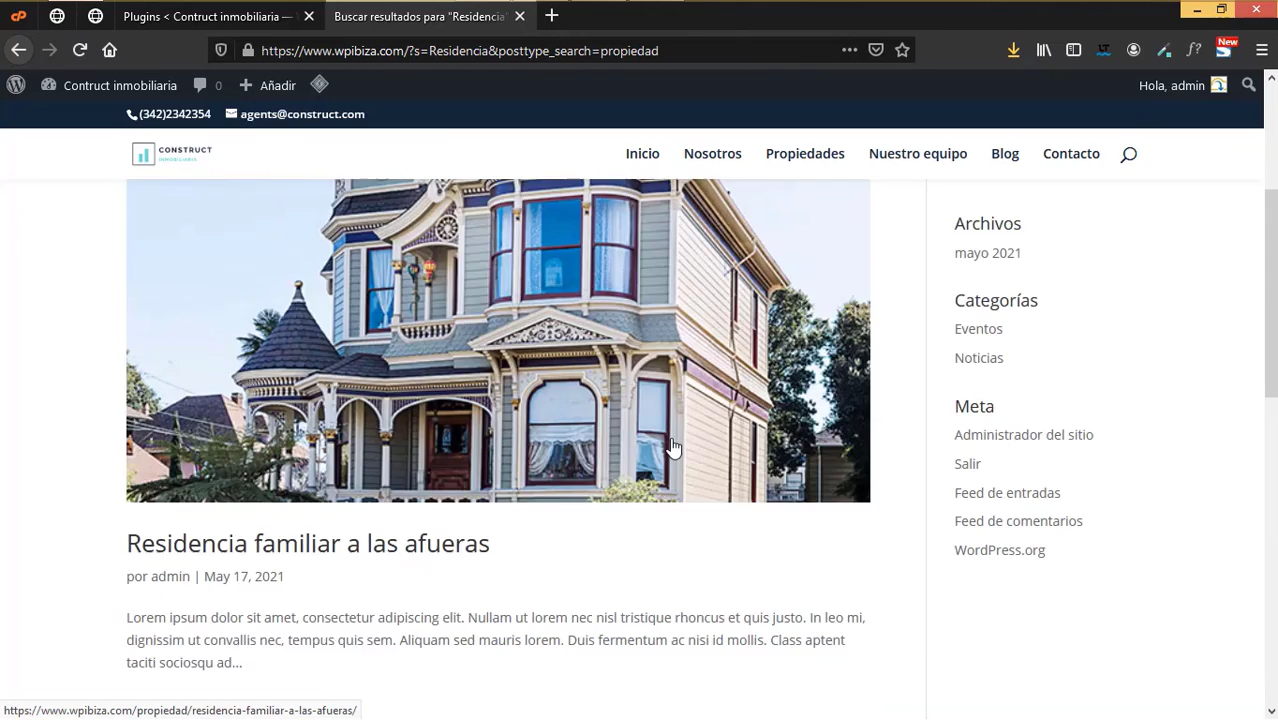 Plugins < Contruct inmobiliaria —
Buscar resultados para "Residencia"
https://www.wpibiza.com/?s=Residencia&posttype_search=propiedad
New
Contruct inmobiliaria
0
Añadir
Hola, admin
(342)2342354
agents@construct.com
CONSTRUCT
Inicio
Nosotros
Propiedades
Nuestro equipo
Blog
Contacto
Archivos
mayo 2021
Categorías
Eventos
Noticias
Meta
Administrador del sitio
Salir
Feed de entradas
Feed de comentarios
WordPress.org
Residencia familiar a las afueras
por admin | May 17, 2021
Lorem ipsum dolor sit amet, consectetur adipiscing elit. Nullam ut lorem nec nisl tristique rhoncus et quis justo. In leo mi,
dignissim ut convallis nec, tempus quis sem. Aliquam sed mauris lorem. Duis fermentum ac nisi id mollis. Class aptent
taciti sociosqu ad...
https://www.wpibiza.com/propiedad/residencia-familiar-a-las-afueras/